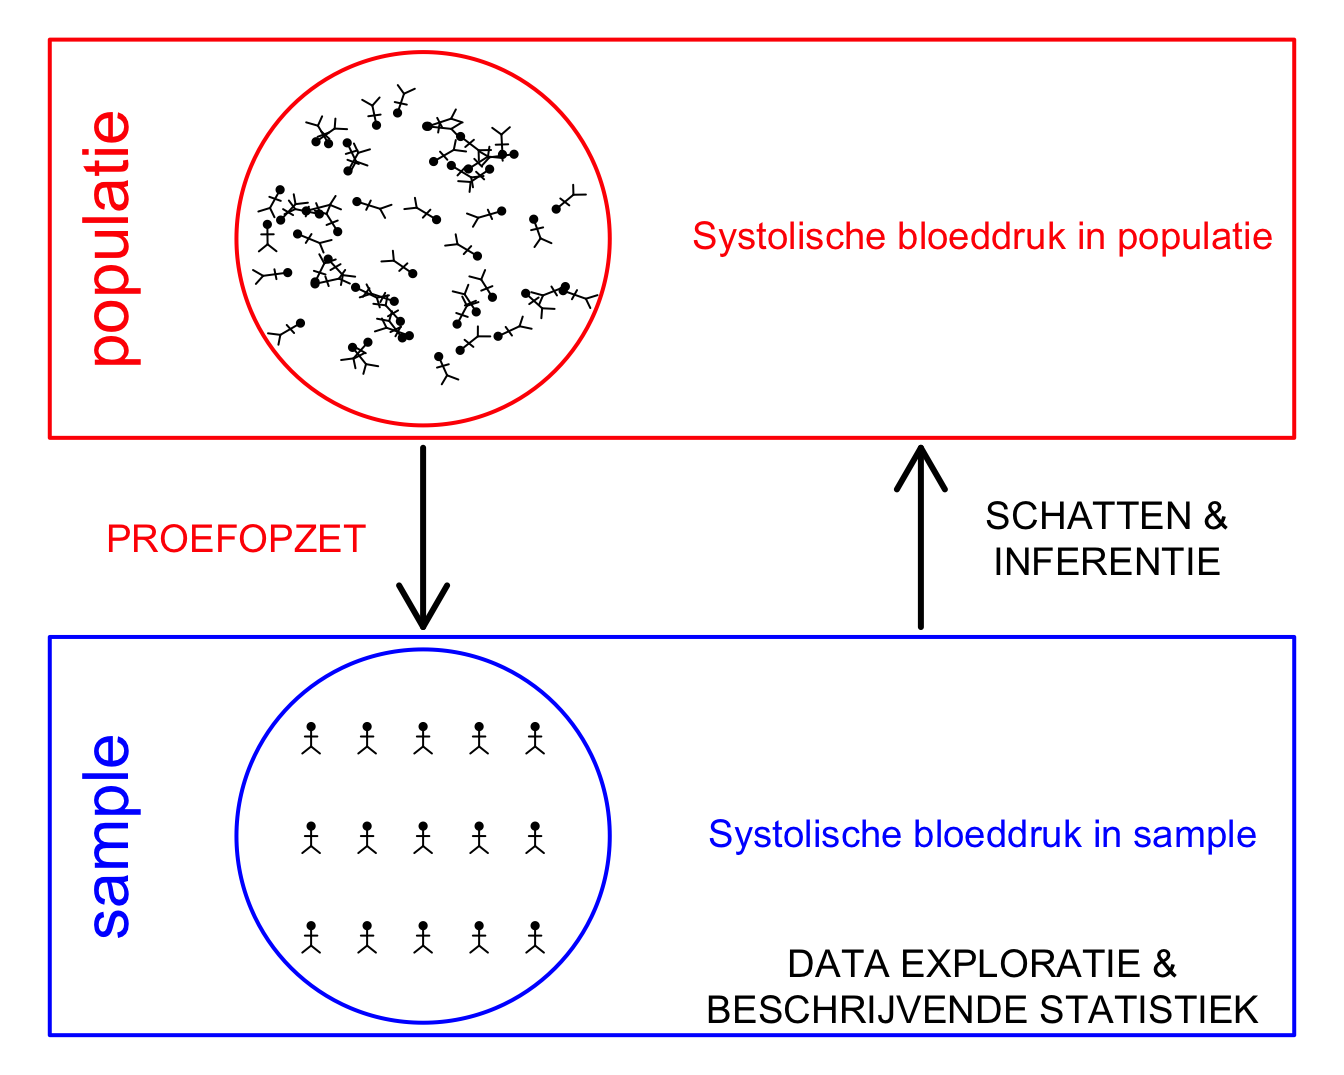 populatie
Systolische bloeddruk in populatie
PROEFOPZET
SCHATTEN &
INFERENTIE
sample
Systolische bloeddruk in sample
DATA EXPLORATIE &
BESCHRIJVENDE STATISTIEK